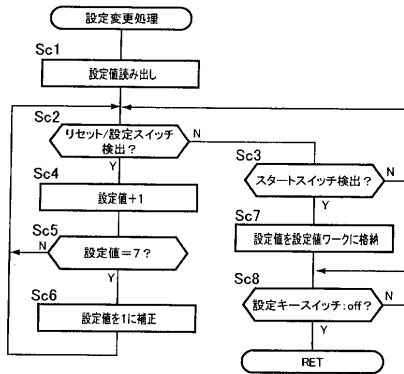 設定変更処理
Sc1
設定値読み出し
Sc2
リセット/設定スイッチ
検出?
N
Y
Sc3
スタートスイッチ検出?
N
Y
Sc4
設定値+1
Sc5
設定値=7?
N
Y
Sc6
設定値を1に補正
Sc7
設定値を設定値ワークに格納
Sc8
設定キースイッチ:off?
N
Y
RET